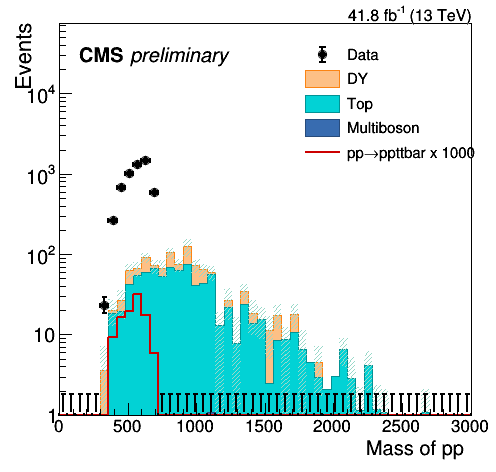 41.8 fb⁻¹ (13 TeV)
Events
CMS preliminary
Data
DY
Top
Multiboson
pp→ppttbar x 1000
10⁴
10³
10²
10
1
0 500 1000 1500 2000 2500 3000
Mass of pp